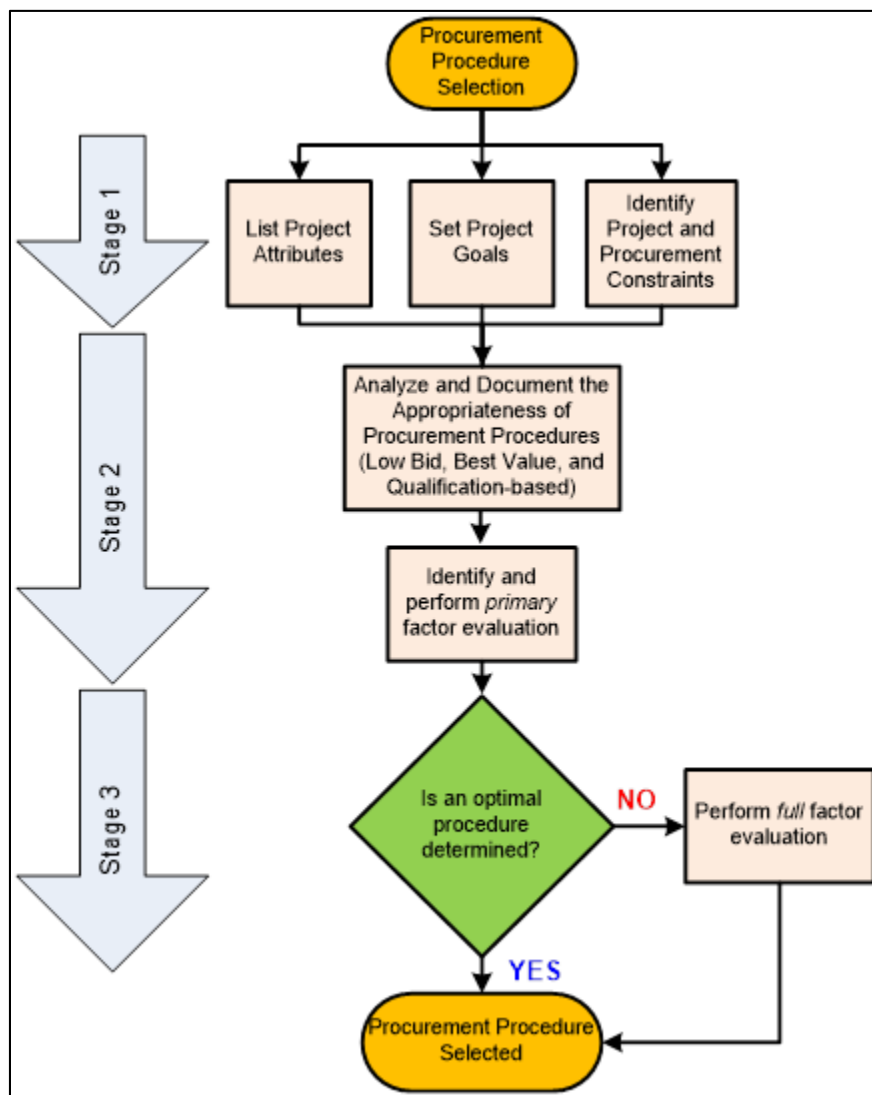 Procurement
Procedure
Selection
Stage 1
List Project
Attributes
Set Project
Goals
Identify
Project and
Procurement
Constraints
Stage 2
Analyze and Document the
Appropriateness of
Procurement Procedures
(Low Bid, Best Value, and
Qualification-based)
Identify and
perform primary
factor evaluation
Stage 3
Is an optimal
procedure
determined?
NO
Perform full factor
evaluation
YES
Procurement Procedure
Selected